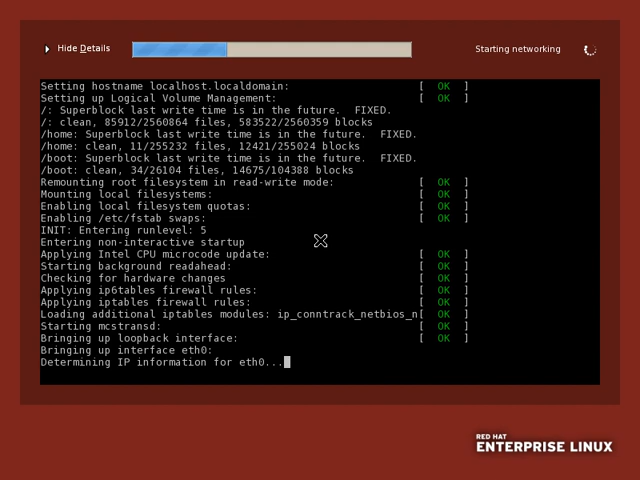 Hide Details
Starting networking
Setting hostname localhost.localdomain: [ OK ]
Setting up Logical Volume Management: [ OK ]
/: Superblock last write time is in the future.  FIXED.
/: clean, 85912/2560864 files, 583522/2560359 blocks
/home: Superblock last write time is in the future.  FIXED.
/home: clean, 11/255232 files, 12421/255024 blocks
/boot: Superblock last write time is in the future.  FIXED.
/boot: clean, 34/26104 files, 14675/104388 blocks
Remounting root filesystem in read-write mode: [ OK ]
Mounting local filesystems: [ OK ]
Enabling local filesystem quotas: [ OK ]
Enabling /etc/fstab swaps: [ OK ]
INIT: Entering runlevel: 5
Entering non-interactive startup
Applying Intel CPU microcode update: [ OK ]
Starting background readahead: [ OK ]
Checking for hardware changes [ OK ]
Applying ip6tables firewall rules: [ OK ]
Applying iptables firewall rules: [ OK ]
Loading additional iptables modules: ip_conntrack_netbios_n[ OK ]
Starting mcstransd: [ OK ]
Bringing up loopback interface: [ OK ]
Bringing up interface eth0:
Determining IP information for eth0...
RED HAT
ENTERPRISE LINUX